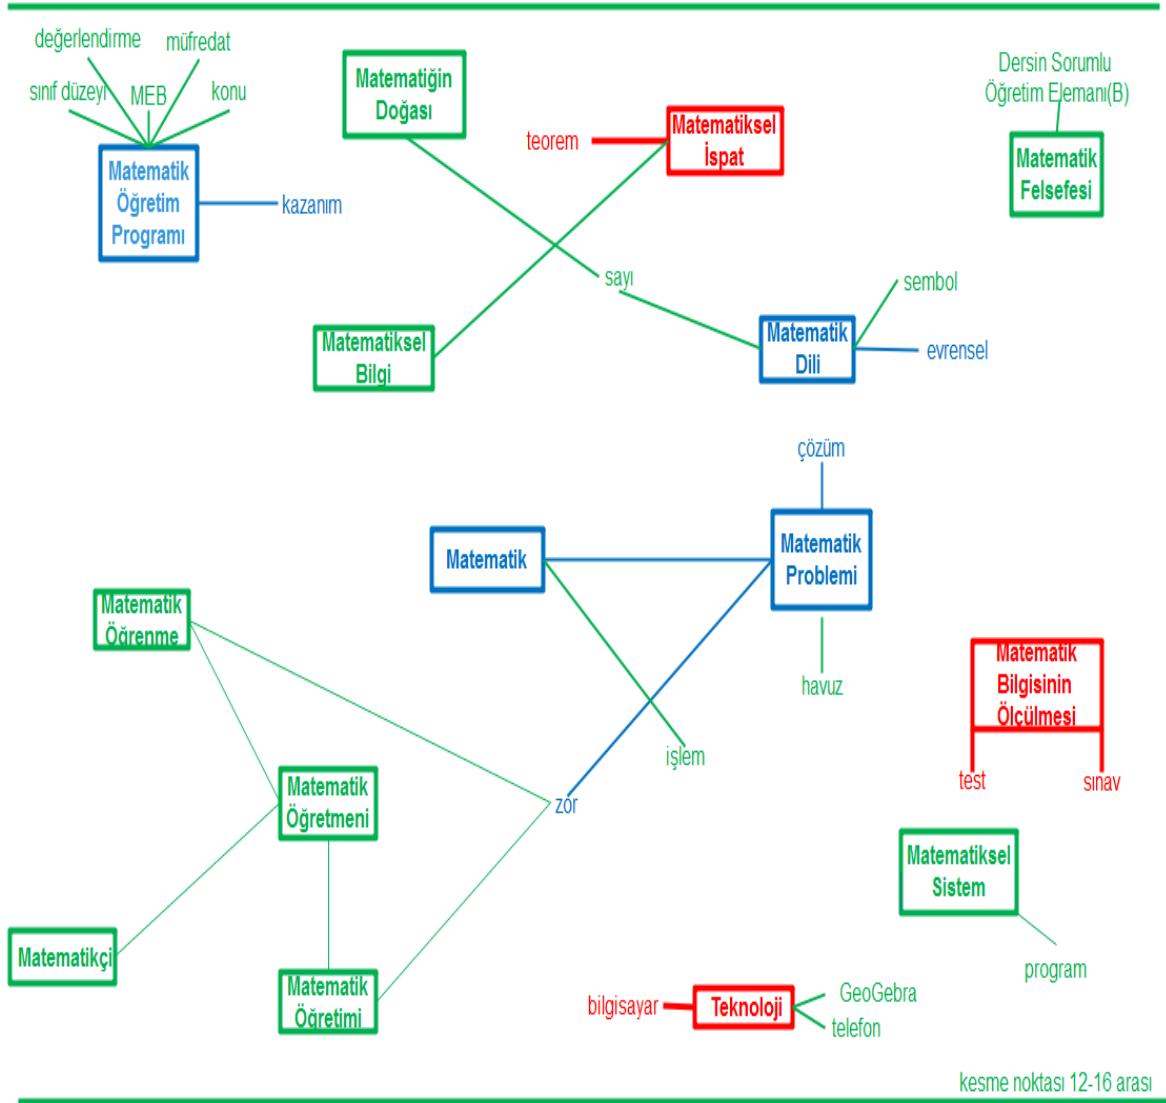 değerlendirme
müfredat
sınıf düzeyi
MEB
konu
Matematik
Öğretim
Programı
kazanım
Matematiğin
Doğası
teorem
Matematiksel
İspat
Dersin Sorumlu
Öğretim Elemanı(B)
Matematik
Felsefesi
sayı
Matematiksel
Bilgi
Matematik
Dili
sembol
evrensel
çözüm
Matematik
Matematik
Problemi
havuz
Matematik
Öğrenme
işlem
zor
Matematik
Bilgisinin
Ölçülmesi
test
sınav
Matematik
Öğretmeni
Matematiksel
Sistem
program
Matematikçi
Matematik
Öğretimi
bilgisayar
Teknoloji
GeoGebra
telefon
kesme noktası 12-16 arası